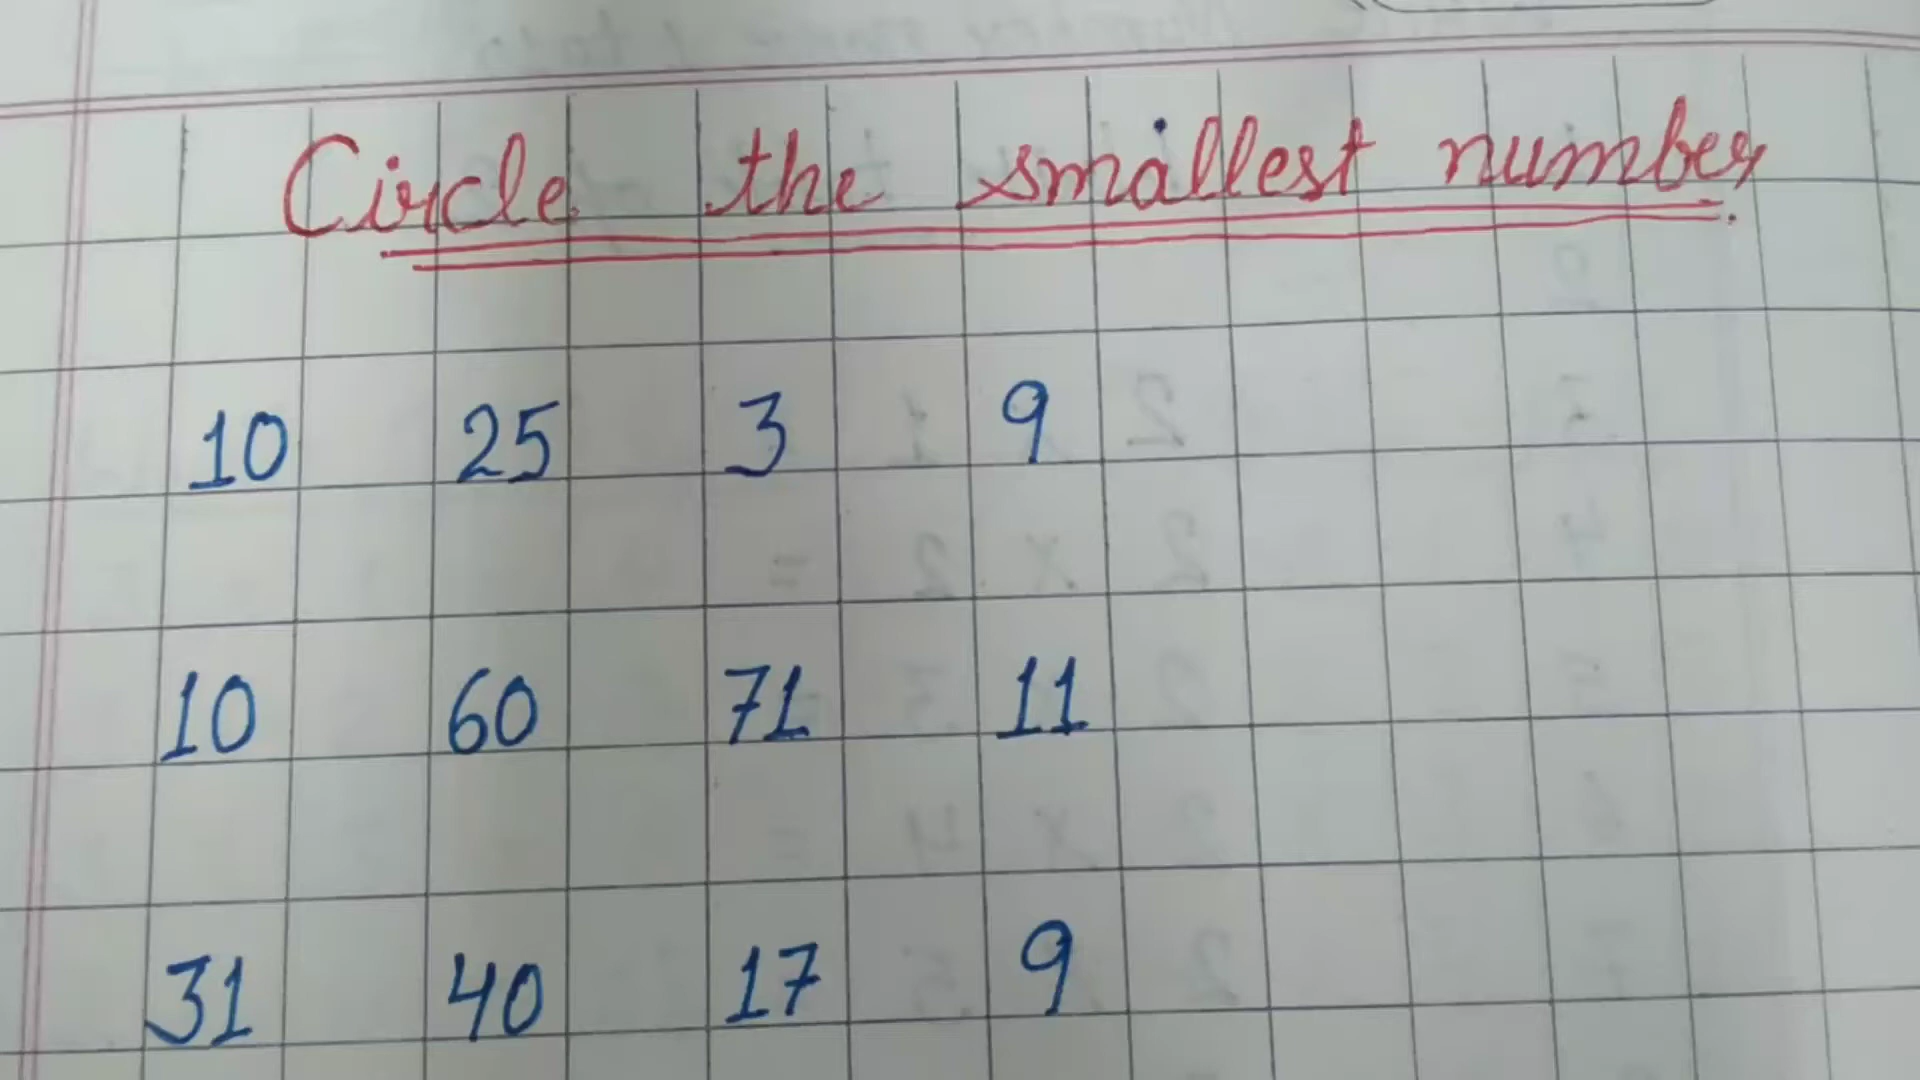 Circle the smallest number.
10 25 3 9
10 60 71 11
31 40 17 9